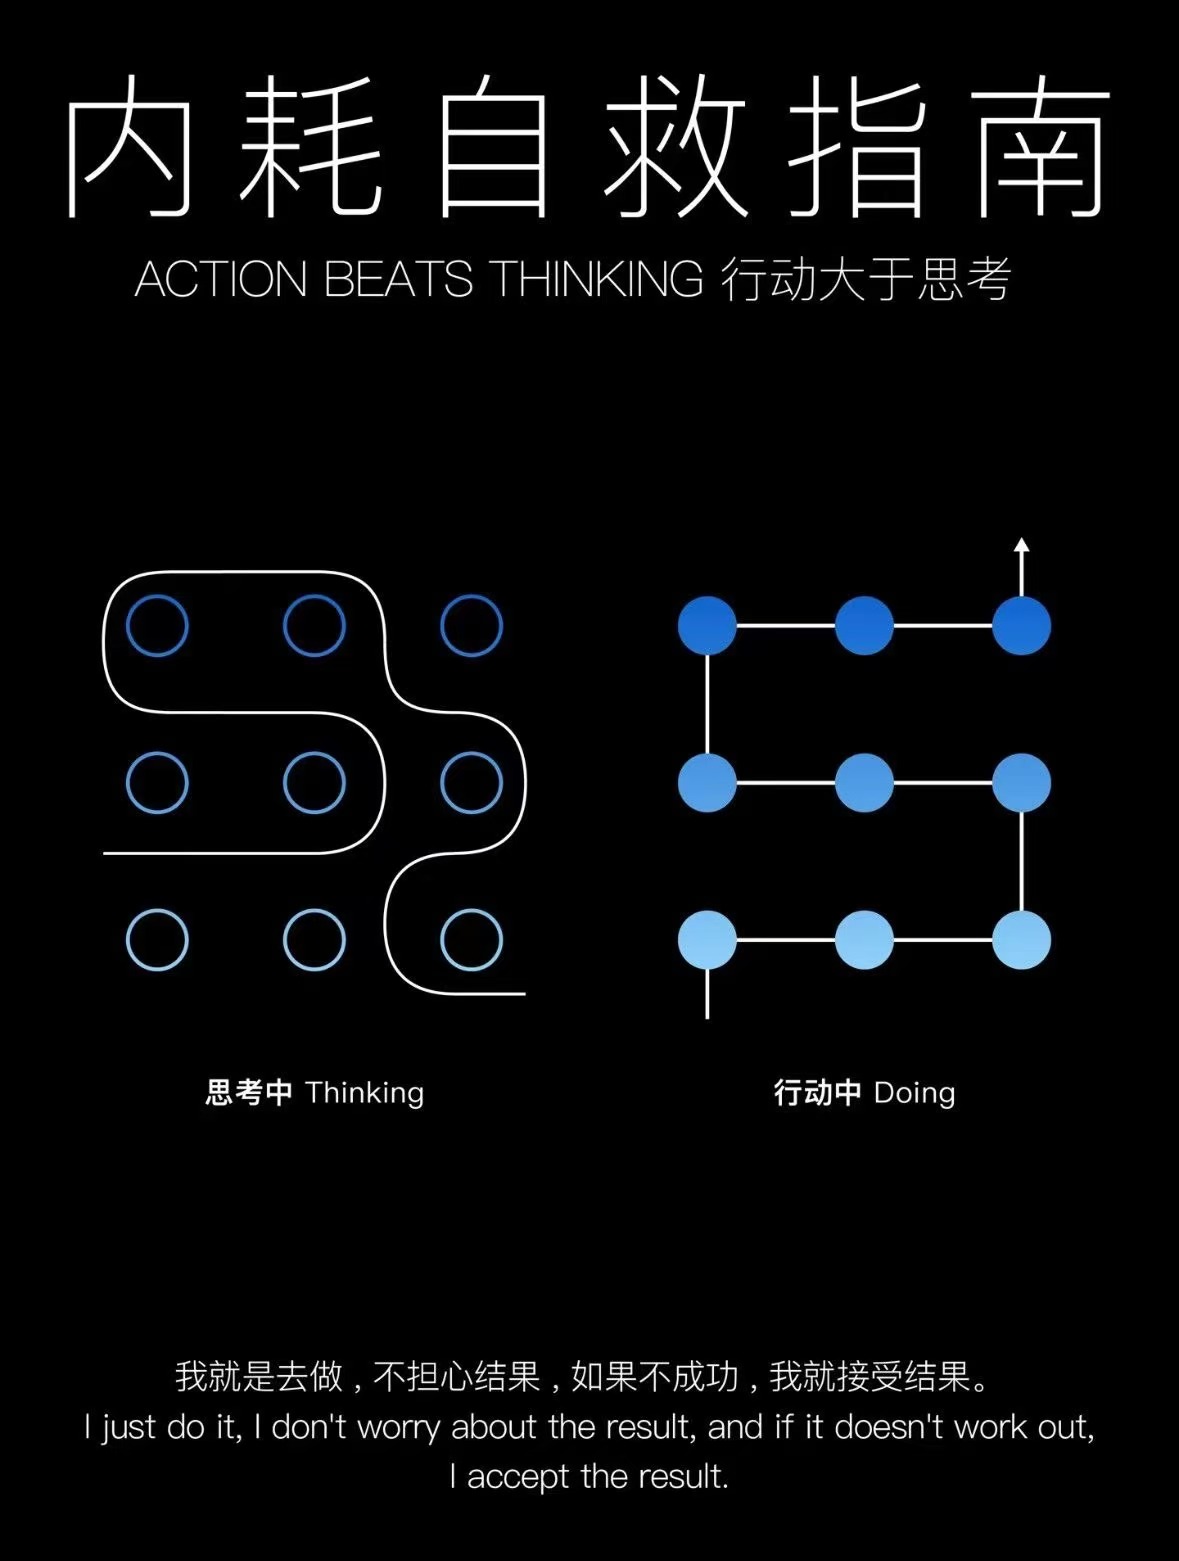 内耗自救指南
ACTION BEATS THINKING 行动大于思考
思考中 Thinking
行动中 Doing
我就是去做，不担心结果，如果不成功，我就接受结果。
I just do it, I don't worry about the result, and if it doesn't work out,
I accept the result.